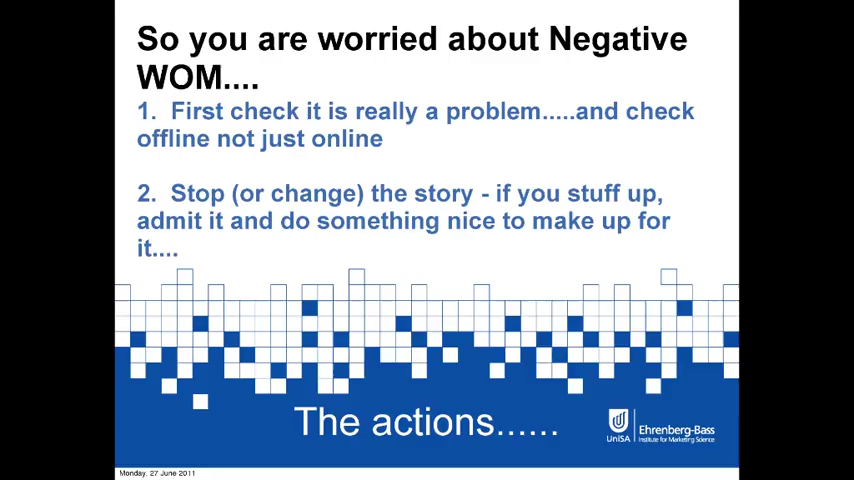 So you are worried about Negative
WOM....
1. First check it is really a problem.....and check
offline not just online
2. Stop (or change) the story - if you stuff up,
admit it and do something nice to make up for
it....
The actions......
UniSA
Ehrenberg-Bass
Institute for Marketing Science
Monday, 27 June 2011